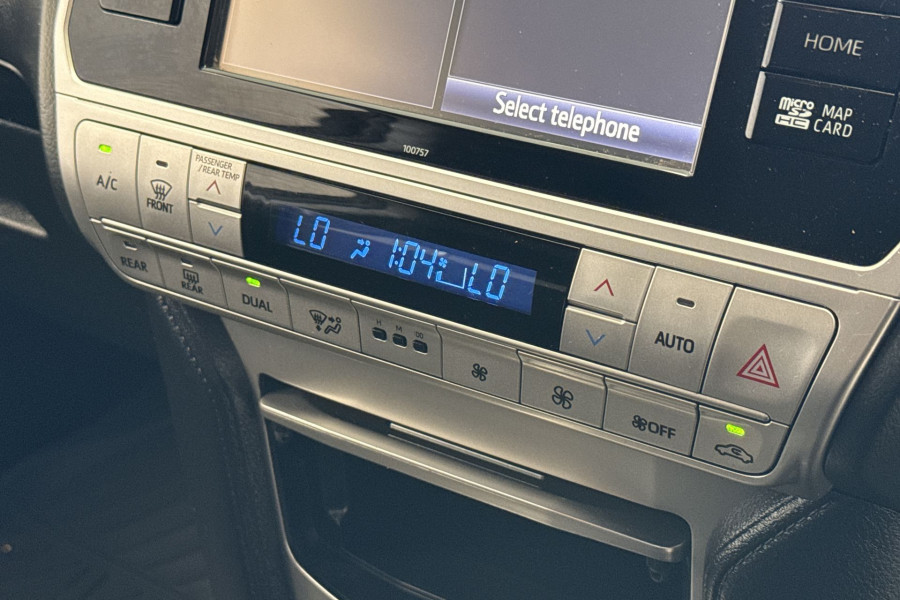 HOME
micro
SD
HC
MAP
CARD
Select telephone
100757
A/C
FRONT
PASSENGER
/REAR TEMP
LO
1:04
LO
AUTO
REAR
REAR
DUAL
H M 00
OFF